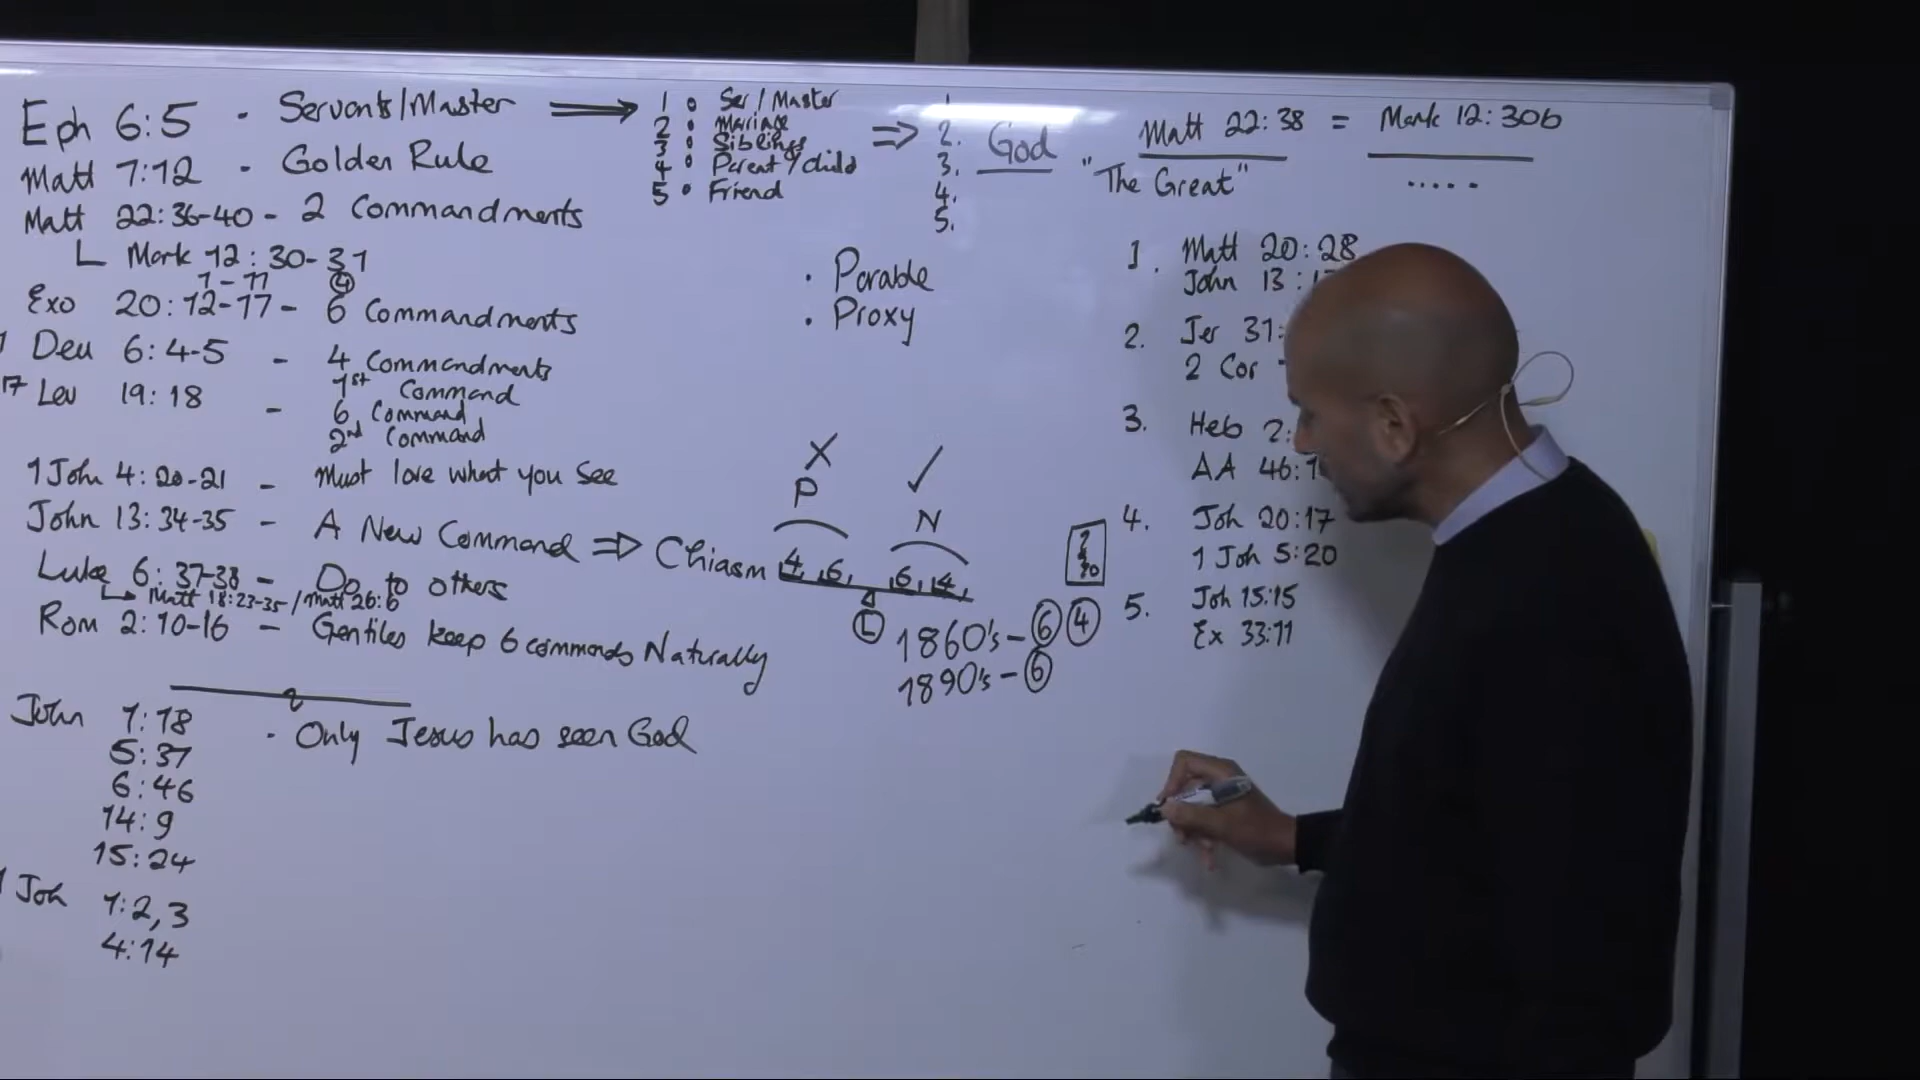 Eph 6:5 - Servants/Master ⟹
Matt 7:12 - Golden Rule
Matt 22:36-40 - 2 Commandments
Mark 12:30-31
1-11 4
Exo 20:12-17 - 6 Commandments
Deu 6:4-5 - 4 Commandments
1st Command
17 Lev 19:18 - 6 Command
2nd Command
1 John 4:20-21 - Must love what you see
John 13:34-35 - A New Command ⇒ Chiasm
Luke 6:37-38 - Do to others
Matt 18:23-35/Matt 26:6
Rom 2:10-16 - Gentiles keep 6 commands Naturally
John 1:18 - Only Jesus has seen God
5:37
6:46
14:9
15:24
1 Joh 1:2,3
4:14
1 Ser/Master
2 Mariage
3 Siblings
4 Parent/child
5 Friend
⇒
1
2. God
3.
4.
5.
• Parable
• Proxy
X ✓
P N
4 6 6 4
L
1860's - 6 4
1890's - 6
Matt 22:38 = Mark 12:30b
"The Great" .....
1. Matt 20:28
John 13:
2. Jer 31:
2 Cor
3. Heb 2:
AA 46:1
4. Joh 20:17
1 Joh 5:20
5. Joh 15:15
Ex 33:11